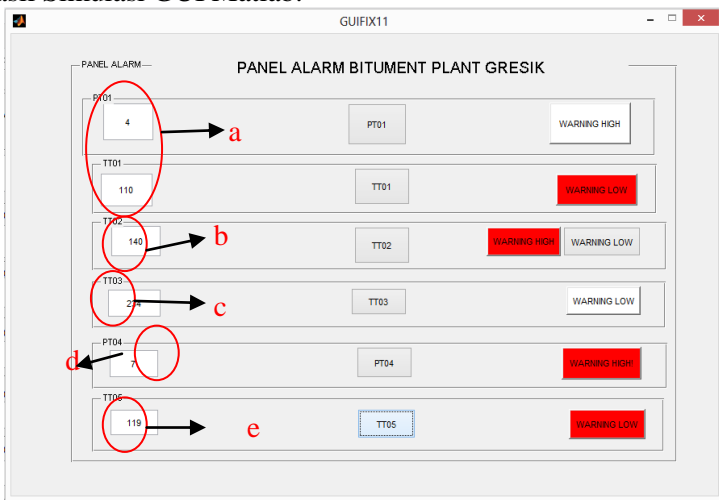 GUIFIX11
PANEL ALARM
PANEL ALARM BITUMENT PLANT GRESIK
PT01
4
a
PT01
WARNING HIGH
TT01
110
TT01
WARNING LOW
TT02
140
b
TT02
WARNING HIGH
WARNING LOW
TT03
c
TT03
WARNING LOW
PT04
d
7
PT04
WARNING HIGH!
TT05
119
e
TT05
WARNING LOW